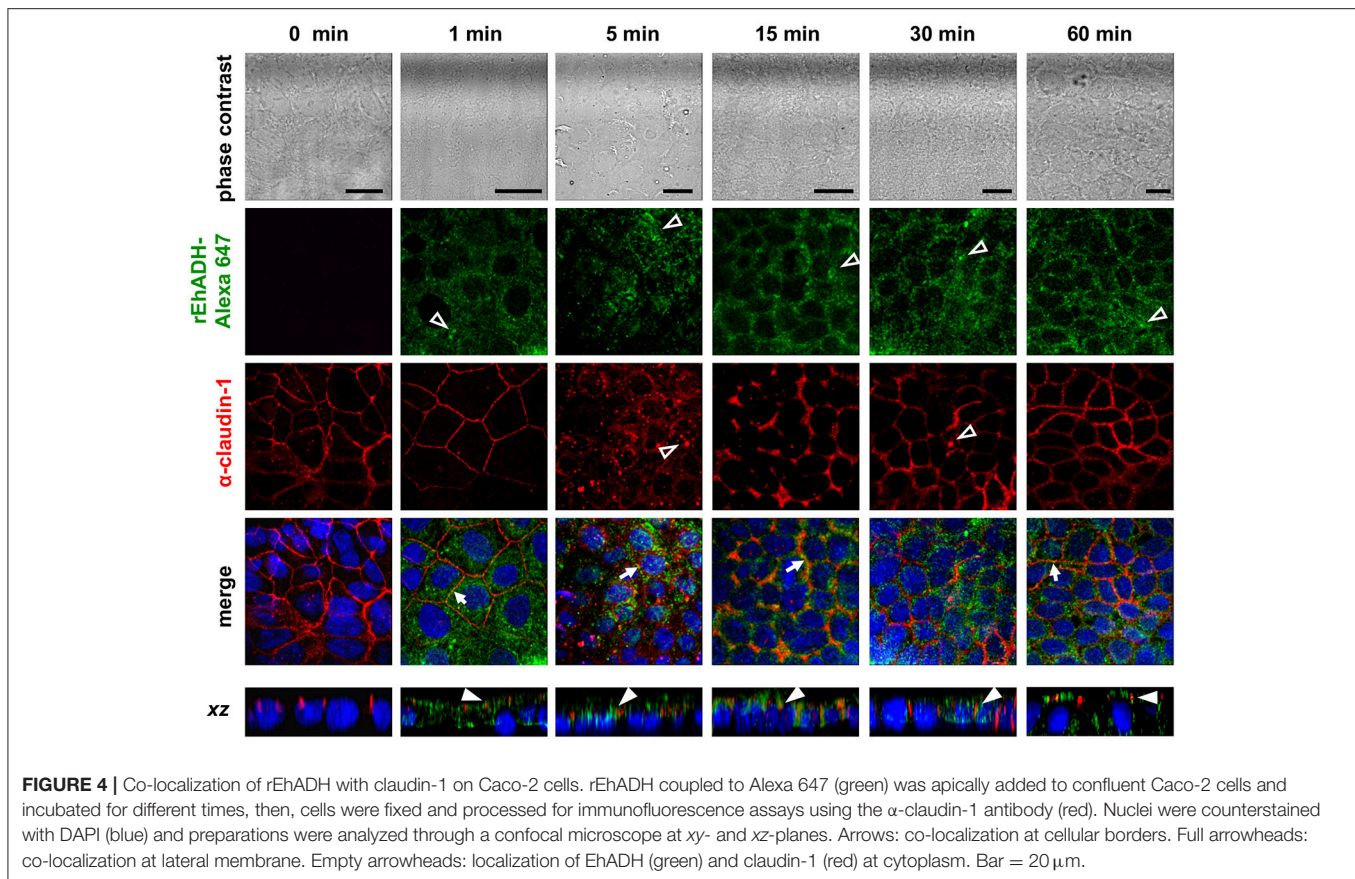 0 min 1 min 5 min 15 min 30 min 60 min
phase contrast
rEhADH-
Alexa 647
α-claudin-1
merge
xz
FIGURE 4 | Co-localization of rEhADH with claudin-1 on Caco-2 cells. rEhADH coupled to Alexa 647 (green) was apically added to confluent Caco-2 cells and
incubated for different times, then, cells were fixed and processed for immunofluorescence assays using the α-claudin-1 antibody (red). Nuclei were counterstained
with DAPI (blue) and preparations were analyzed through a confocal microscope at xy- and xz-planes. Arrows: co-localization at cellular borders. Full arrowheads:
co-localization at lateral membrane. Empty arrowheads: localization of EhADH (green) and claudin-1 (red) at cytoplasm. Bar = 20 μm.